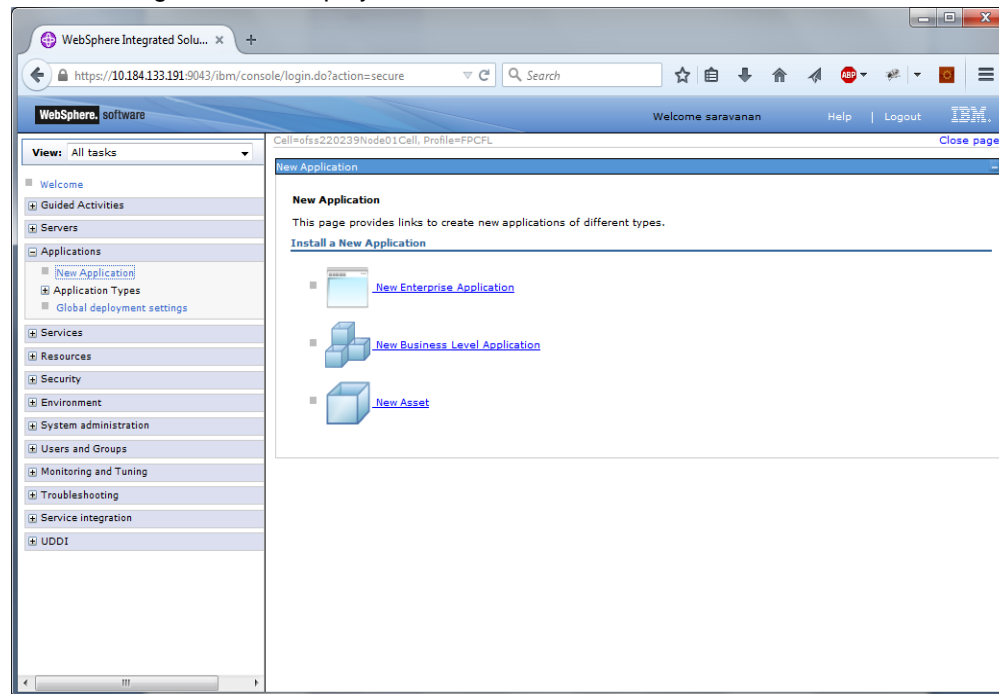 WebSphere Integrated Solu... × +
https://10.184.133.191:9043/ibm/console/login.do?action=secure Search ABP
WebSphere. software Welcome saravanan Help | Logout IBM.
View: All tasks
Cell=ofss220239Node01Cell, Profile=FPCFL Close page
New Application
Welcome
Guided Activities
Servers
Applications
New Application
Application Types
Global deployment settings
Services
Resources
Security
Environment
System administration
Users and Groups
Monitoring and Tuning
Troubleshooting
Service integration
UDDI
New Application
This page provides links to create new applications of different types.
Install a New Application
New Enterprise Application
New Business Level Application
New Asset